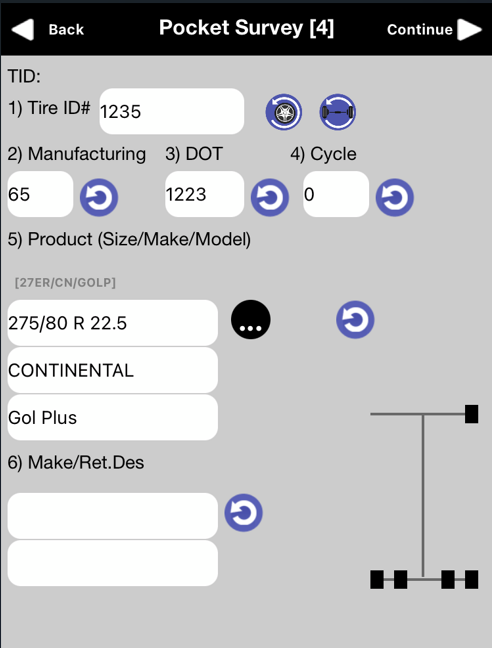 Back Pocket Survey [4] Continue
TID:
1) Tire ID# 1235
2) Manufacturing 3) DOT 4) Cycle
65 1223 0
5) Product (Size/Make/Model)
[27ER/CN/GOLP]
275/80 R 22.5
...
CONTINENTAL
Gol Plus
6) Make/Ret.Des